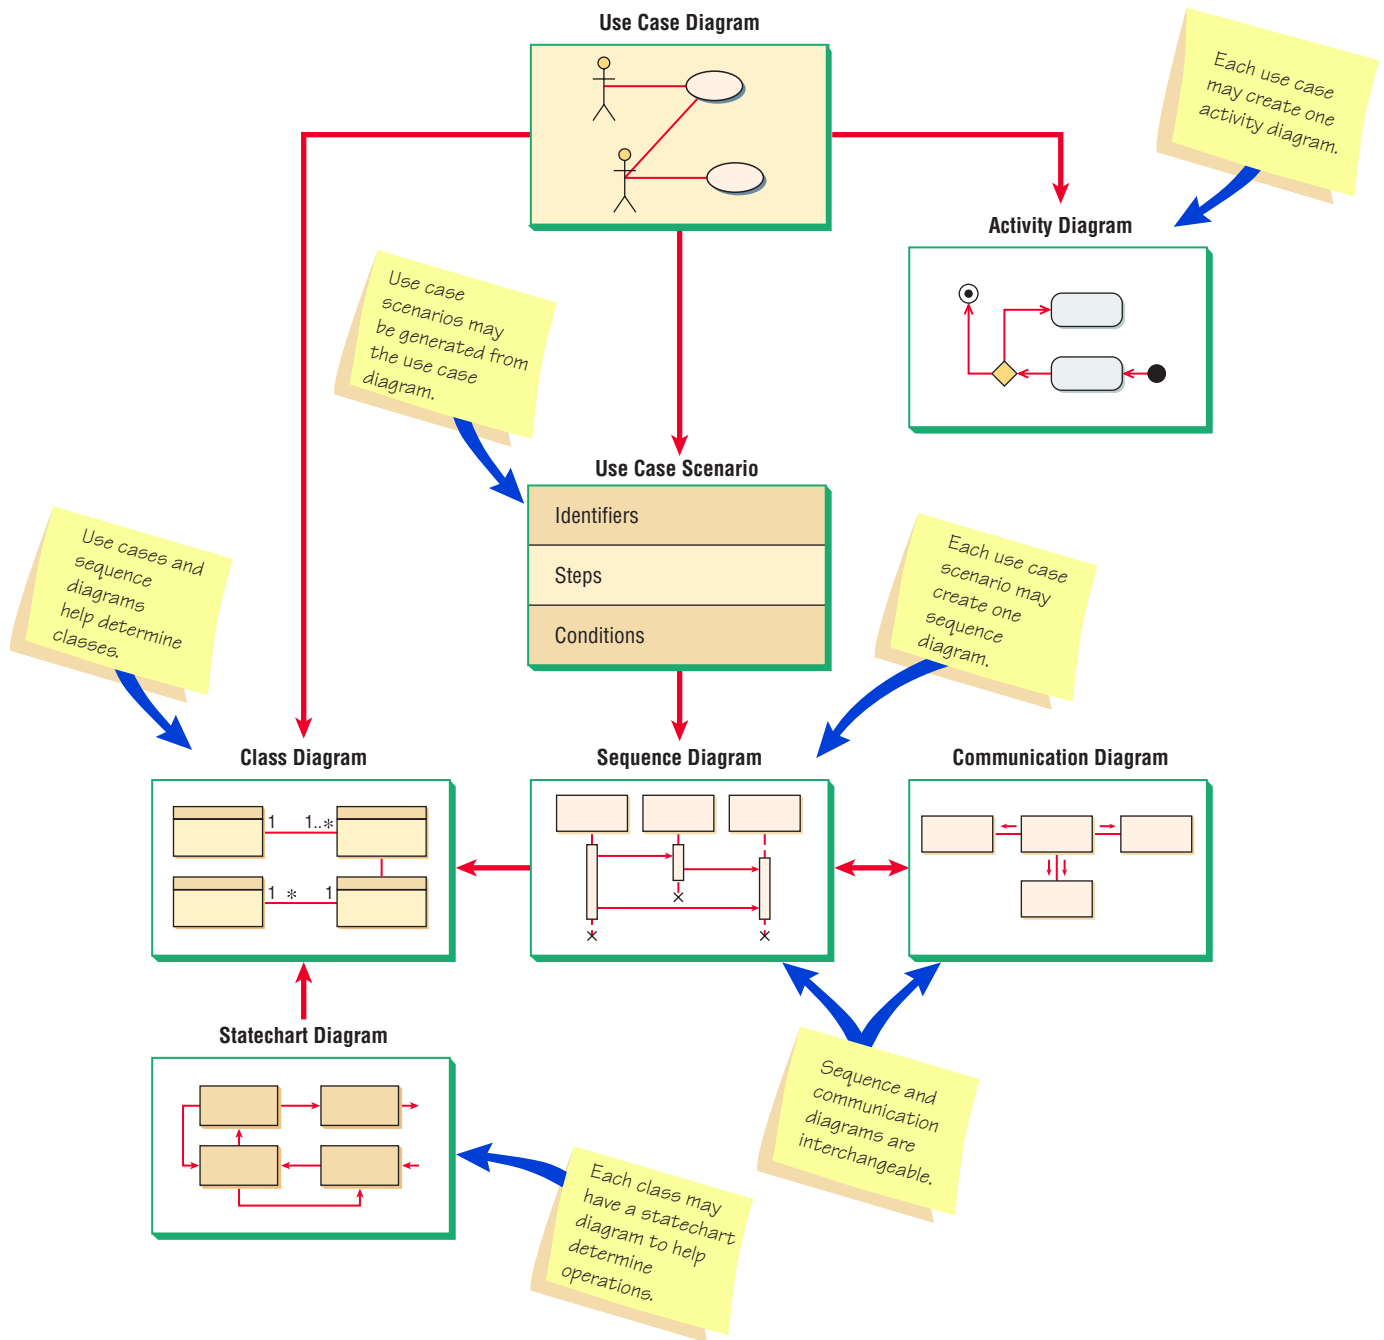 Use Case Diagram
Each use case
may create one
activity diagram.
Activity Diagram
Use case
scenarios may
be generated from
the use case
diagram.
Use Case Scenario
Identifiers
Steps
Conditions
Use cases and
sequence
diagrams
help determine
classes.
Each use case
scenario may
create one
sequence
diagram.
Class Diagram
1 1..*
1 * 1
Sequence Diagram
Communication Diagram
Statechart Diagram
Sequence and
communication
diagrams are
interchangeable.
Each class may
have a statechart
diagram to help
determine
operations.